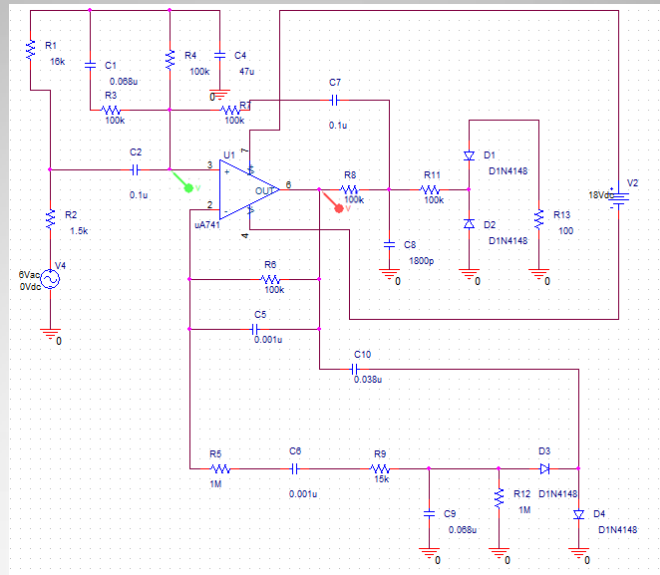 R1
16k
C1
0.068u
R4
100k
C4
47u
0
R3
100k
R7
100k
C7
0.1u
C2
0.1u
V
U1
3
+
7
V+
2
-
uA741
OUT
6
V-
4
V
R8
100k
R11
100k
D1
D1N4148
D2
D1N4148
R13
100
V2
18Vdc
C8
1800p
0
0
0
R2
1.5k
V4
6Vac
0Vdc
0
R6
100k
C5
0.001u
C10
0.038u
R5
1M
C6
0.001u
R9
15k
C9
0.068u
R12
1M
D3
D1N4148
D4
D1N4148
0
0
0